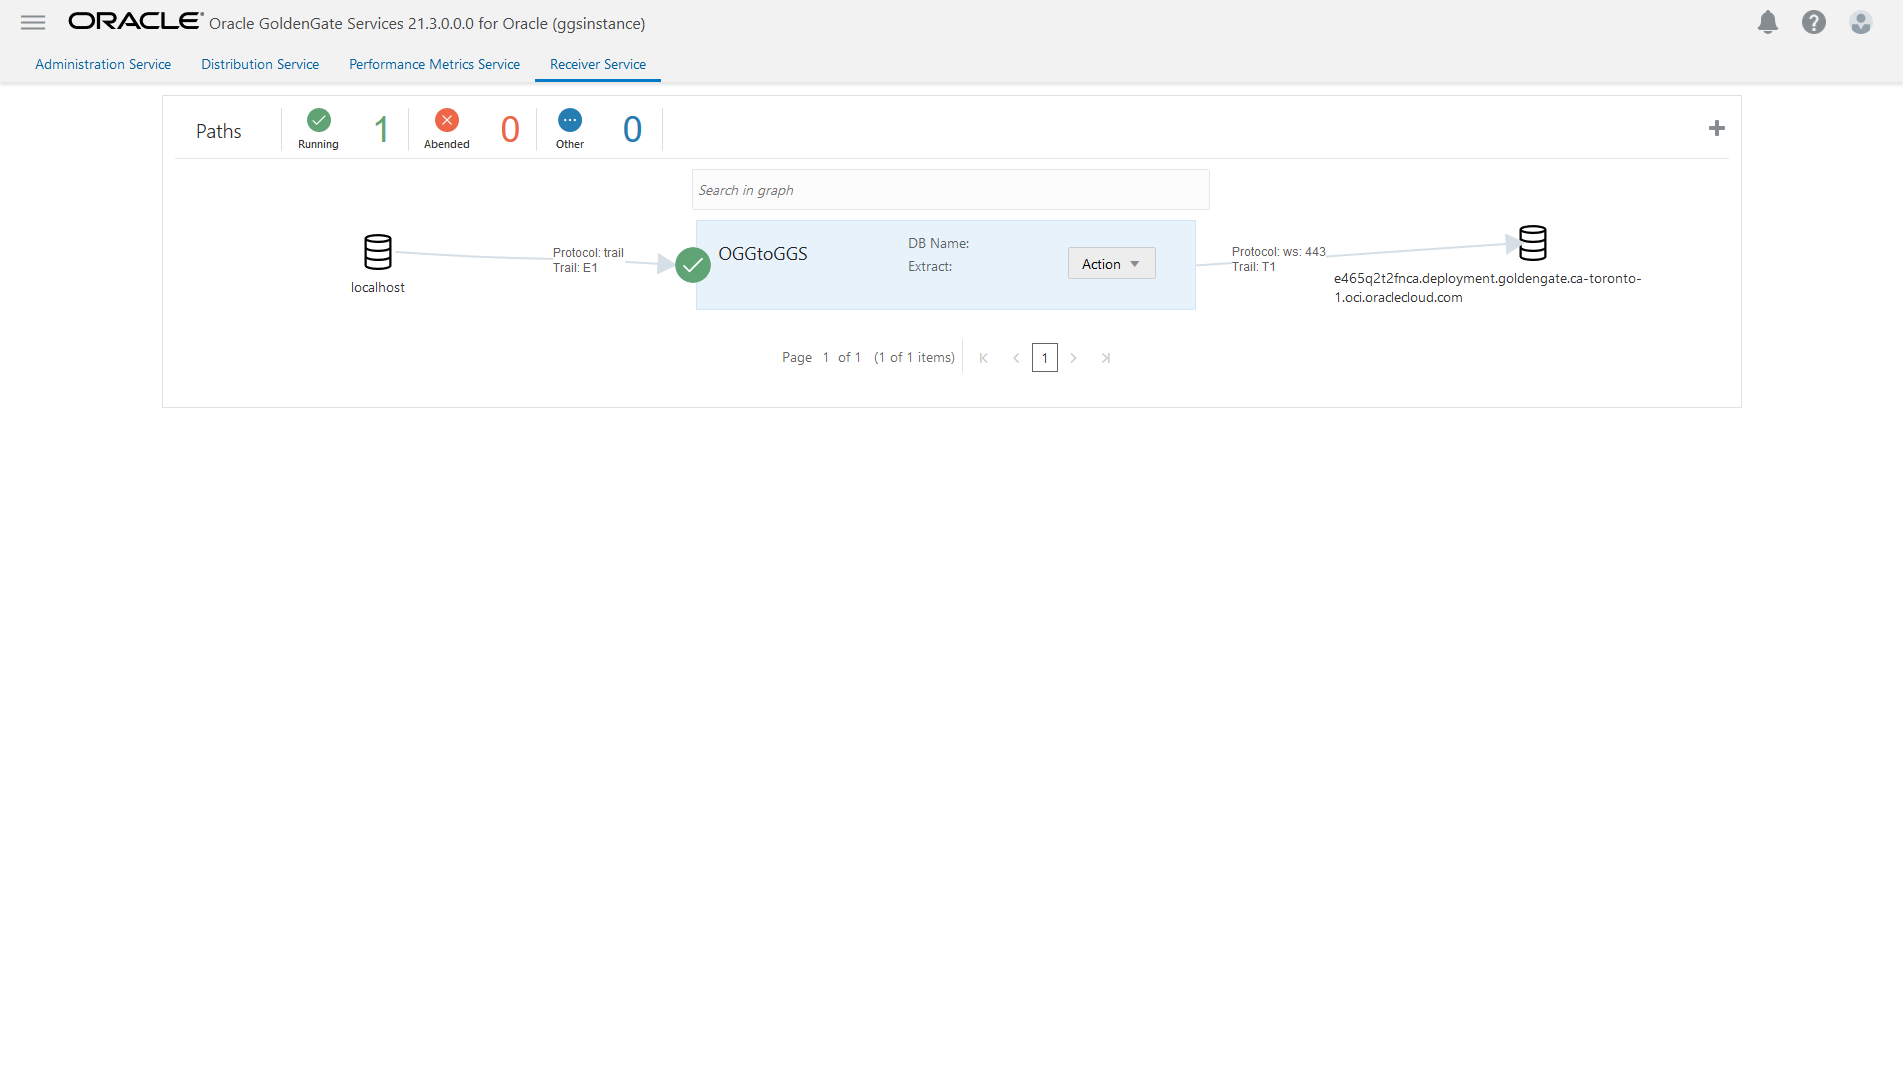 ORACLE Oracle GoldenGate Services 21.3.0.0.0 for Oracle (ggsinstance)
Administration Service Distribution Service Performance Metrics Service Receiver Service
Paths Running 1 Abended 0 Other 0
Search in graph
localhost
Protocol: trail
Trail: E1
OGGtoGGS
DB Name:
Extract:
Action
Protocol: ws: 443
Trail: T1
e465q2t2fnca.deployment.goldengate.ca-toronto-
1.oci.oraclecloud.com
Page 1 of 1 (1 of 1 items) 1